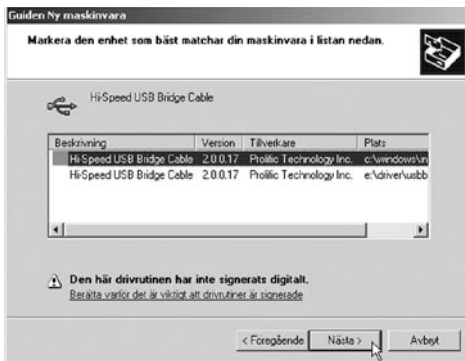 Guiden Ny maskinvara
Markera den enhet som bäst matchar din maskinvara i listan nedan.
Hi-Speed USB Bridge Cable
Beskrivning Version Tillverkare Plats
Hi-Speed USB Bridge Cable 2.0.0.17 Prolific Technology Inc. c:\windows\in
Hi-Speed USB Bridge Cable 2.0.0.17 Prolific Technology Inc. e:\driver\usbb
Den här drivrutinen har inte signerats digitalt.
Berätta varför det är viktigt att drivrutiner är signerade
< Föregående Nästa > Avbryt